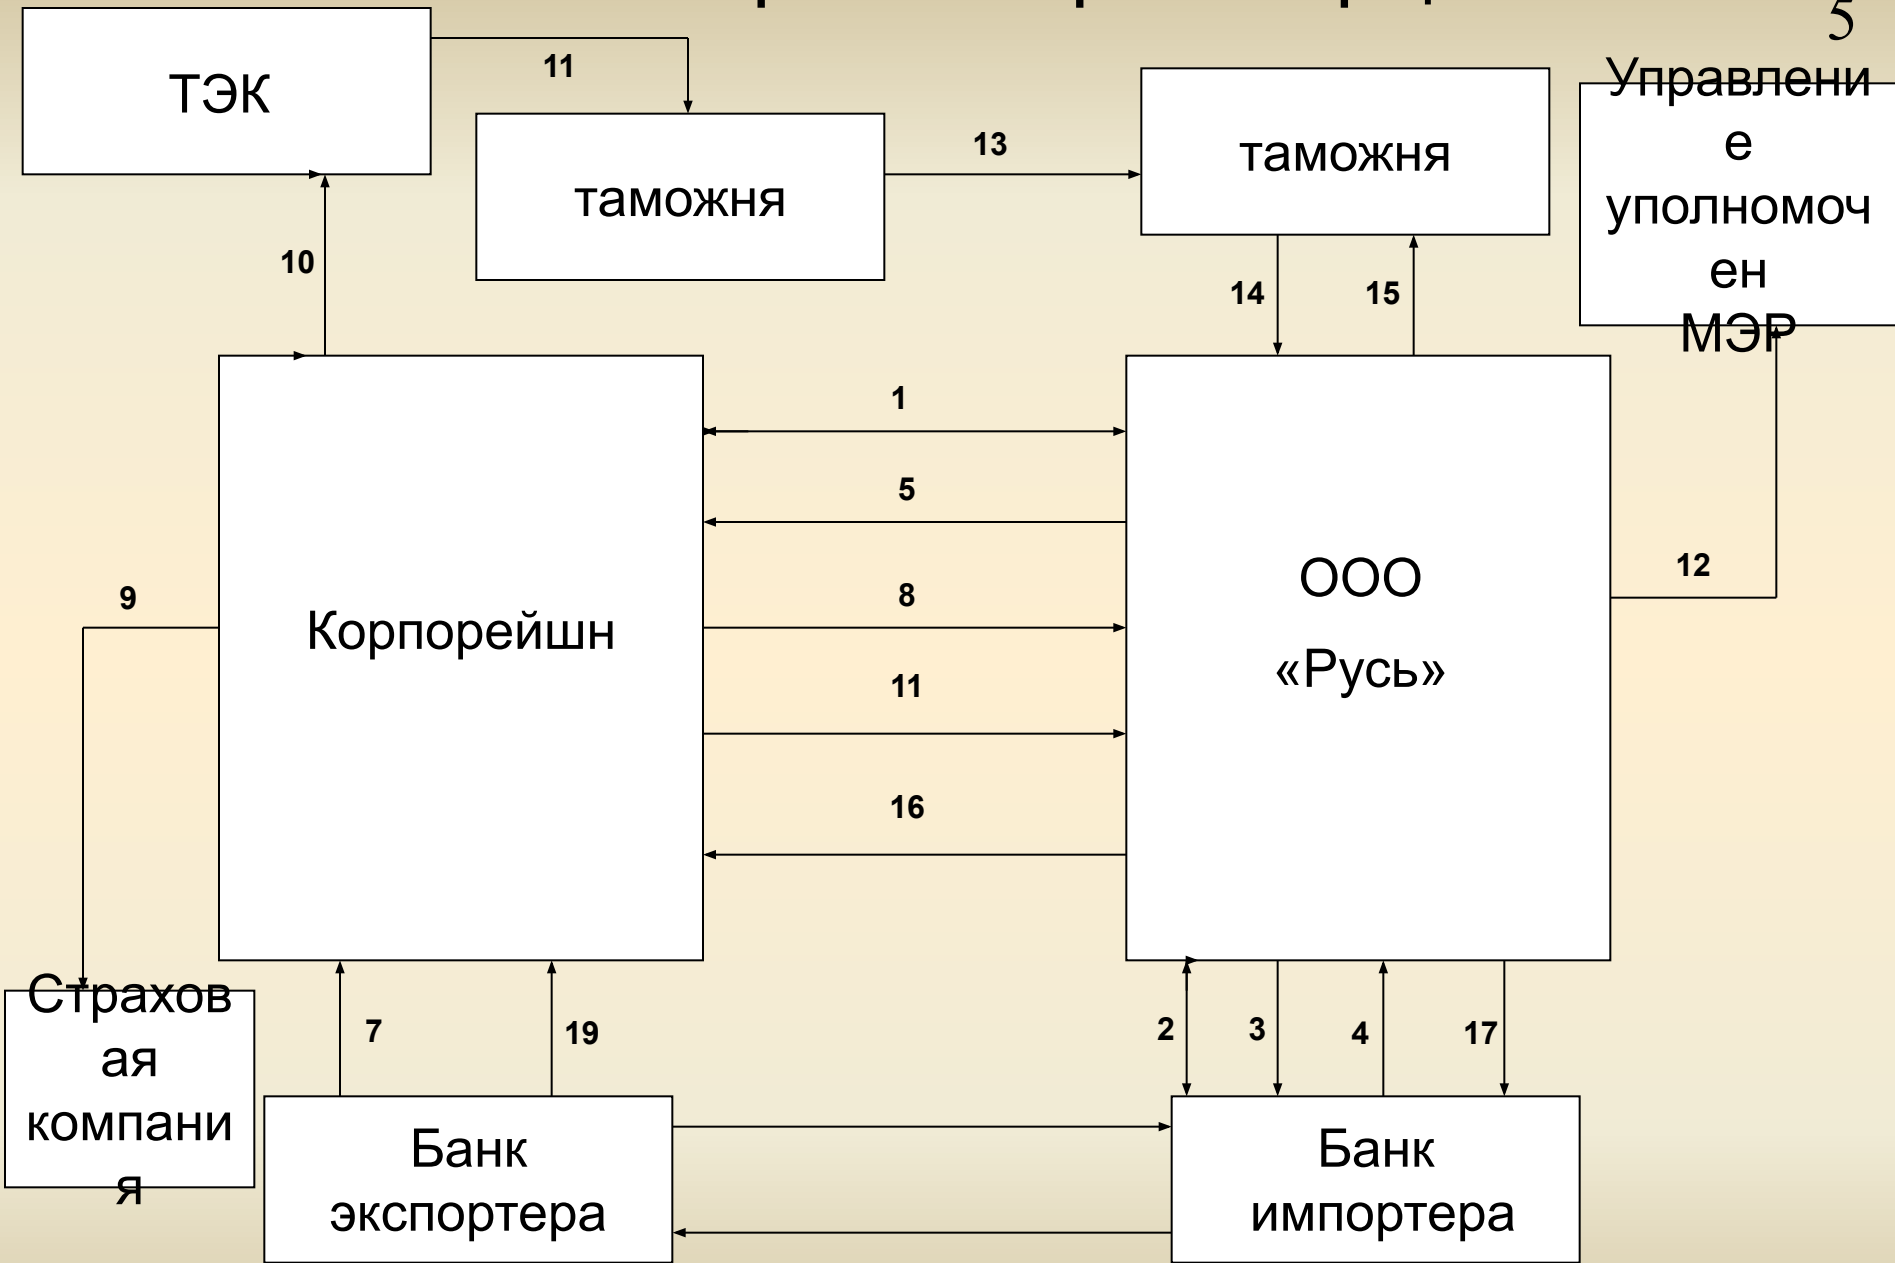 5
ТЭК
11
таможня
13
таможня
Управлени
е
уполномоч
ен
МЭР
10
14
15
1
5
8
11
16
Корпорейшн
ООО
«Русь»
12
9
Страхов
ая
компани
я
7
19
2
3
4
17
Банк
экспортера
Банк
импортера